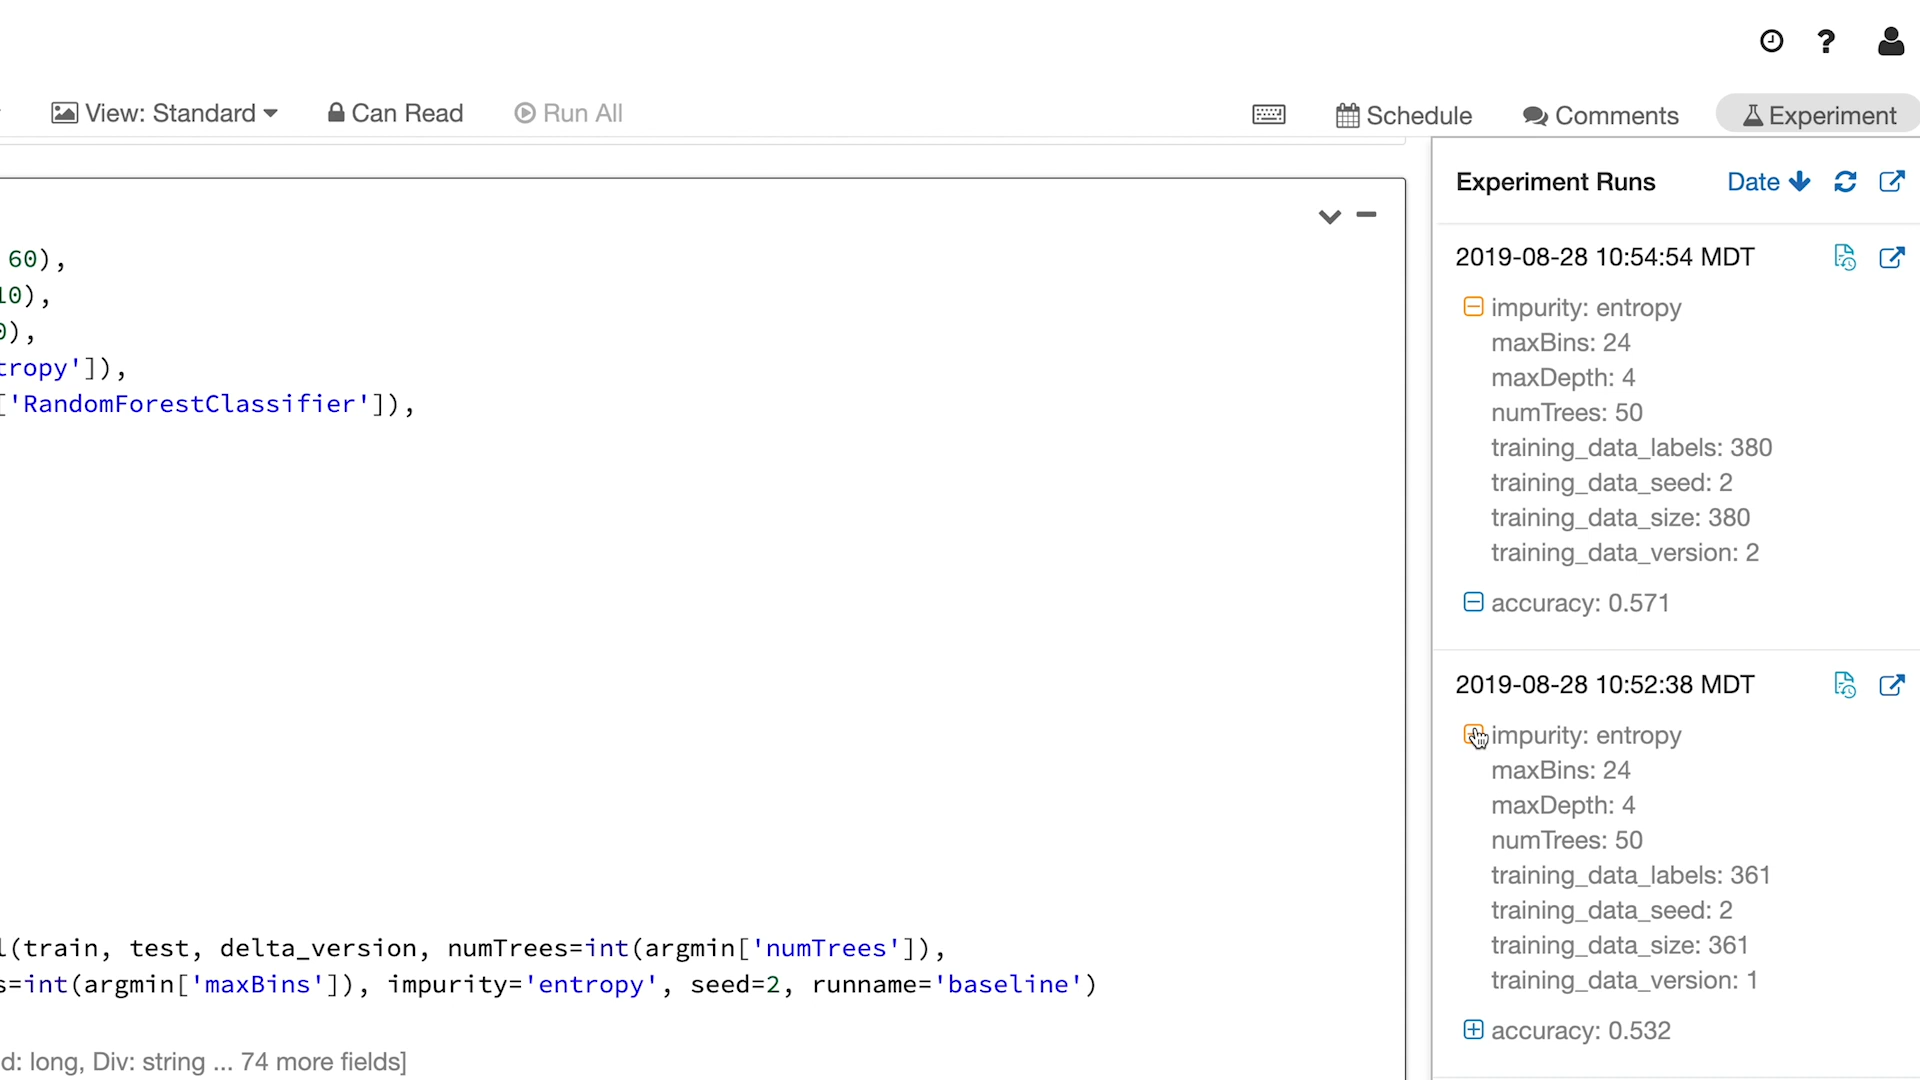 View: Standard
Can Read
Run All
Schedule
Comments
Experiment
Experiment Runs
Date
60),
10),
0),
tropy']),
['RandomForestClassifier']),
l(train, test, delta_version, numTrees=int(argmin['numTrees']),
s=int(argmin['maxBins']), impurity='entropy', seed=2, runname='baseline')
d: long, Div: string ... 74 more fields]
2019-08-28 10:54:54 MDT
impurity: entropy
maxBins: 24
maxDepth: 4
numTrees: 50
training_data_labels: 380
training_data_seed: 2
training_data_size: 380
training_data_version: 2
accuracy: 0.571
2019-08-28 10:52:38 MDT
impurity: entropy
maxBins: 24
maxDepth: 4
numTrees: 50
training_data_labels: 361
training_data_seed: 2
training_data_size: 361
training_data_version: 1
accuracy: 0.532